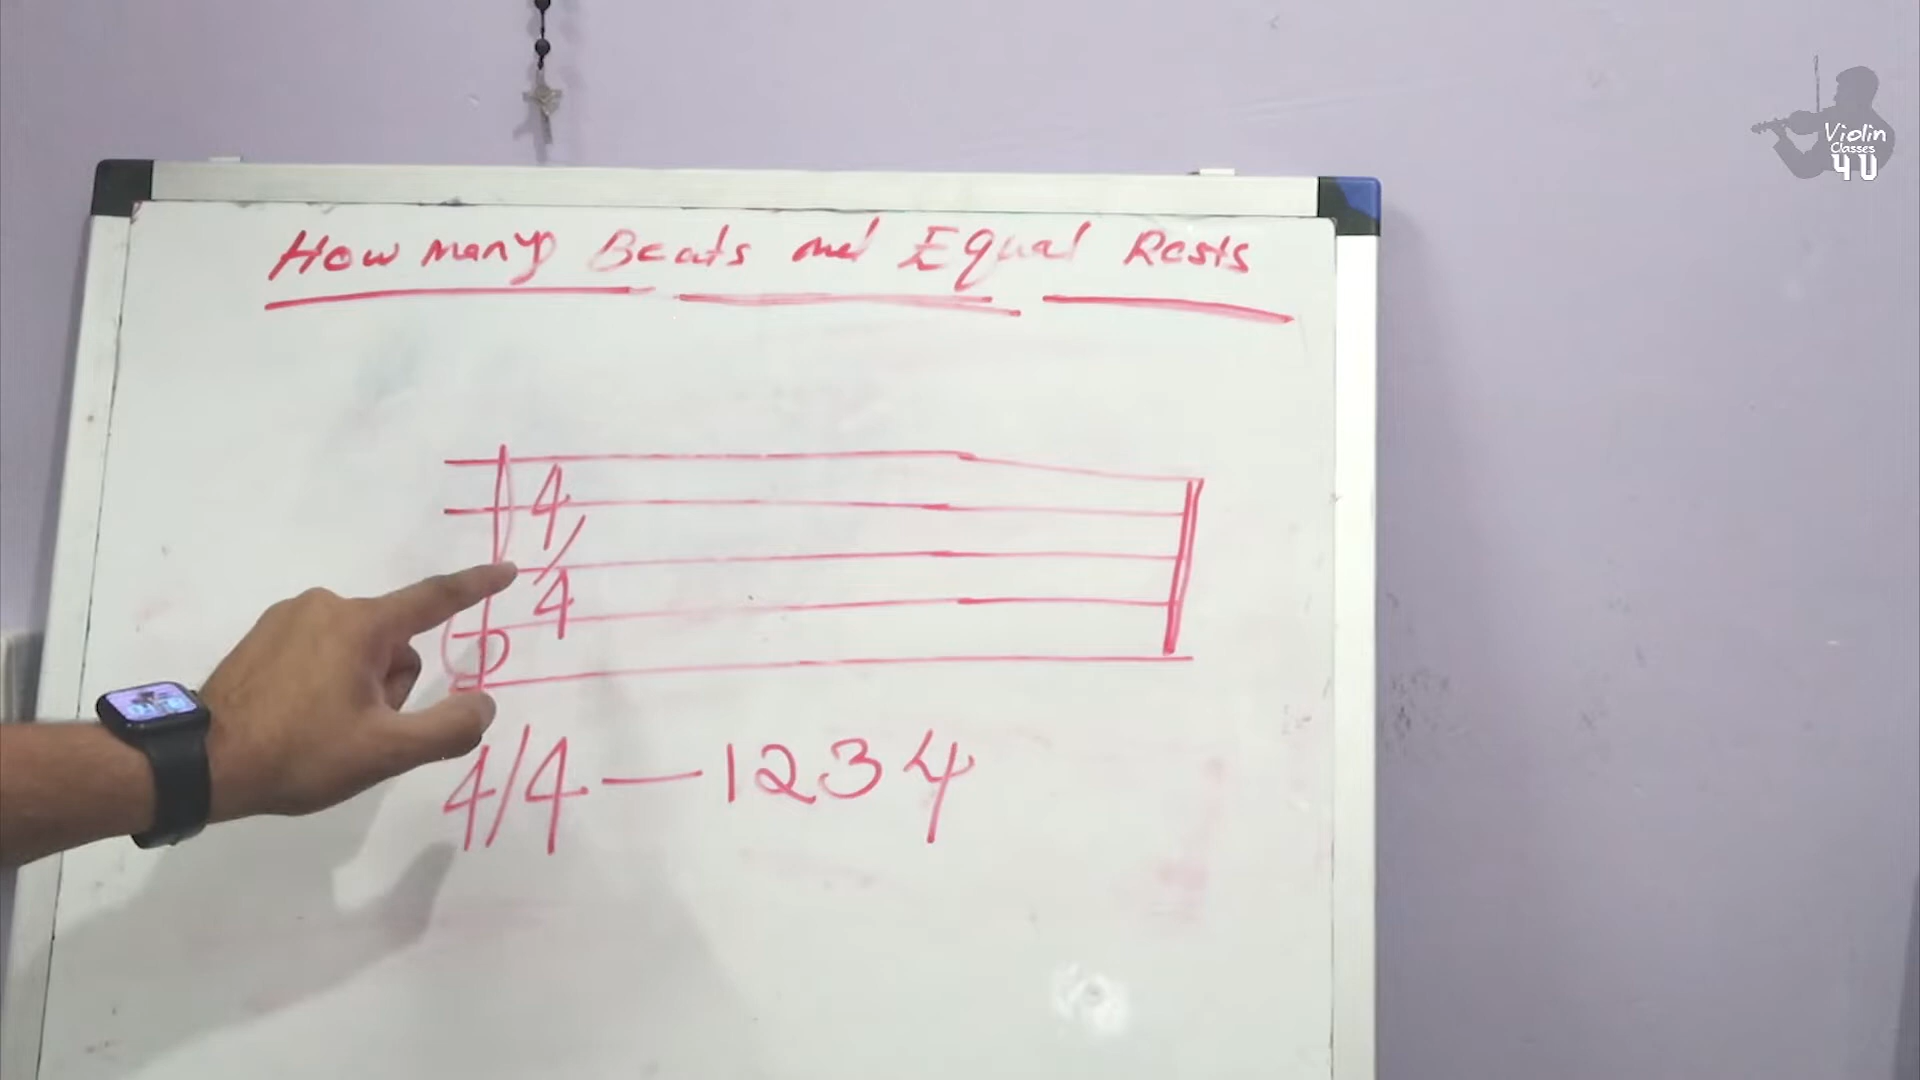 Violin
Classes
4 U
How many Beats and Equal Rests
4
/
4
4/4 — 1 2 3 4